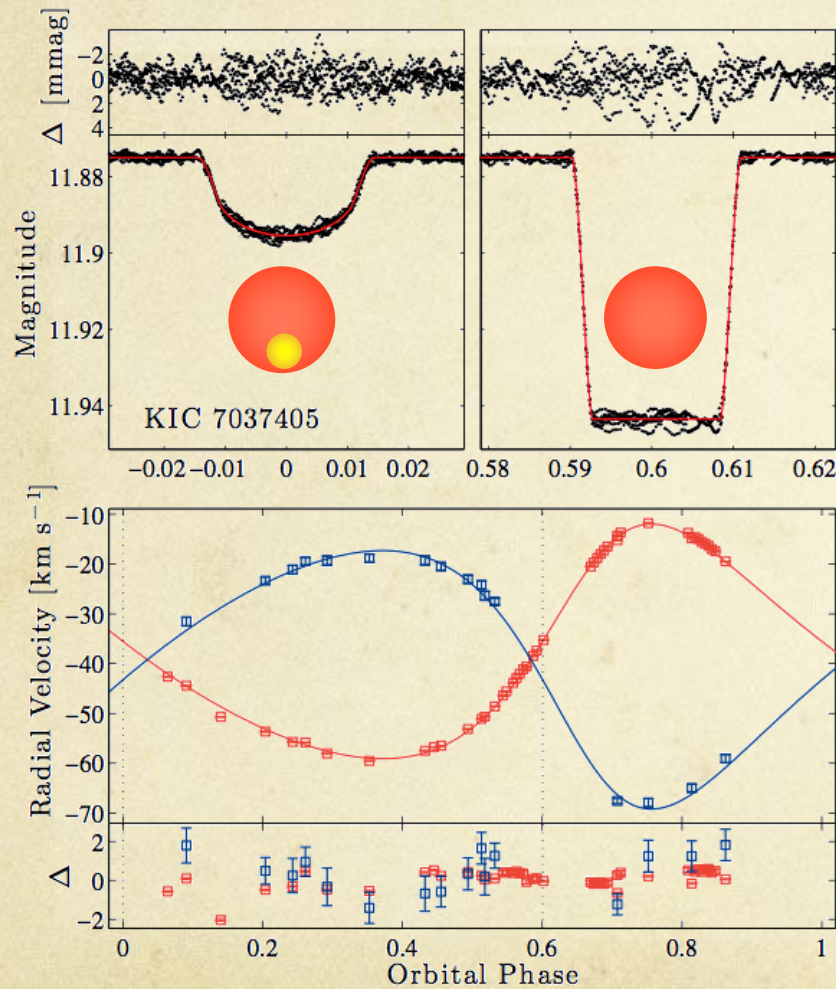 Δ [mmag]
−2
0
2
4
Magnitude
11.88
11.9
11.92
11.94
KIC 7037405
−0.02 −0.01 0 0.01 0.02
0.58 0.59 0.6 0.61 0.62
Radial Velocity [km s⁻¹]
−10
−20
−30
−40
−50
−60
−70
Δ
2
0
−2
0 0.2 0.4 0.6 0.8 1
Orbital Phase